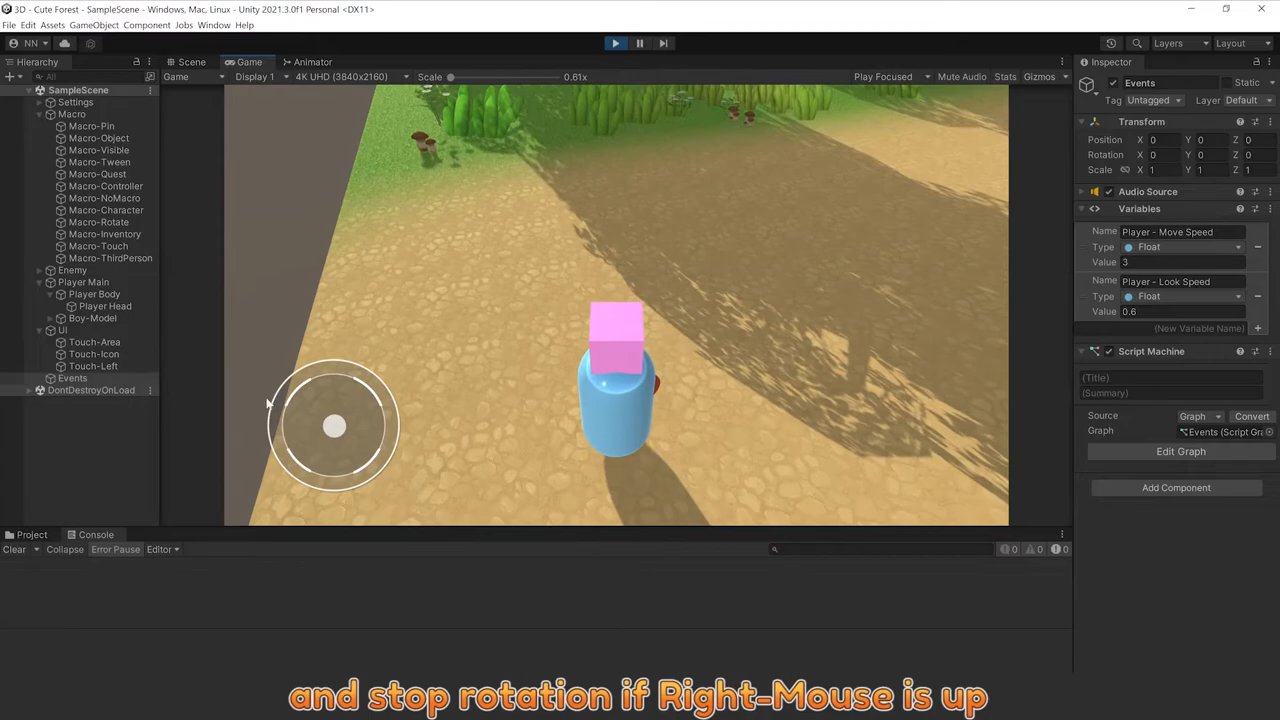 3D - Cute Forest - SampleScene - Windows, Mac, Linux - Unity 2021.3.0f1 Personal <DX11>
File Edit Assets GameObject Component Jobs Window Help
NN Layers Layout
Hierarchy Scene Game Animator Inspector
All Game Display 1 4K UHD (3840x2160) Scale 0.61x Play Focused Mute Audio Stats Gizmos
Events Static
SampleScene
Tag Untagged Layer Default
Settings
Macro
Transform
Macro-Pin
Macro-Object
Position X 0 Y 0 Z 0
Macro-Visible
Rotation X 0 Y 0 Z 0
Macro-Tween
Scale X 1 Y 1 Z 1
Macro-Quest
Macro-Controller
Audio Source
Macro-NoMacro
Macro-Character
Variables
Macro-Rotate
Macro-Inventory
Name Player - Move Speed
Macro-Touch
Type Float
Macro-ThirdPerson
Value 3
Enemy
Player Main
Name Player - Look Speed
Player Body
Type Float
Player Head
Value 0.6
Boy-Model
(New Variable Name)
UI
Touch-Area
Script Machine
Touch-Icon
Touch-Left
Events
(Title)
DontDestroyOnLoad
(Summary)
Source Graph Convert
Graph Events (Script Gra
Edit Graph
Add Component
Project Console
Clear Collapse Error Pause Editor 0 0 0
and stop rotation if Right-Mouse is up